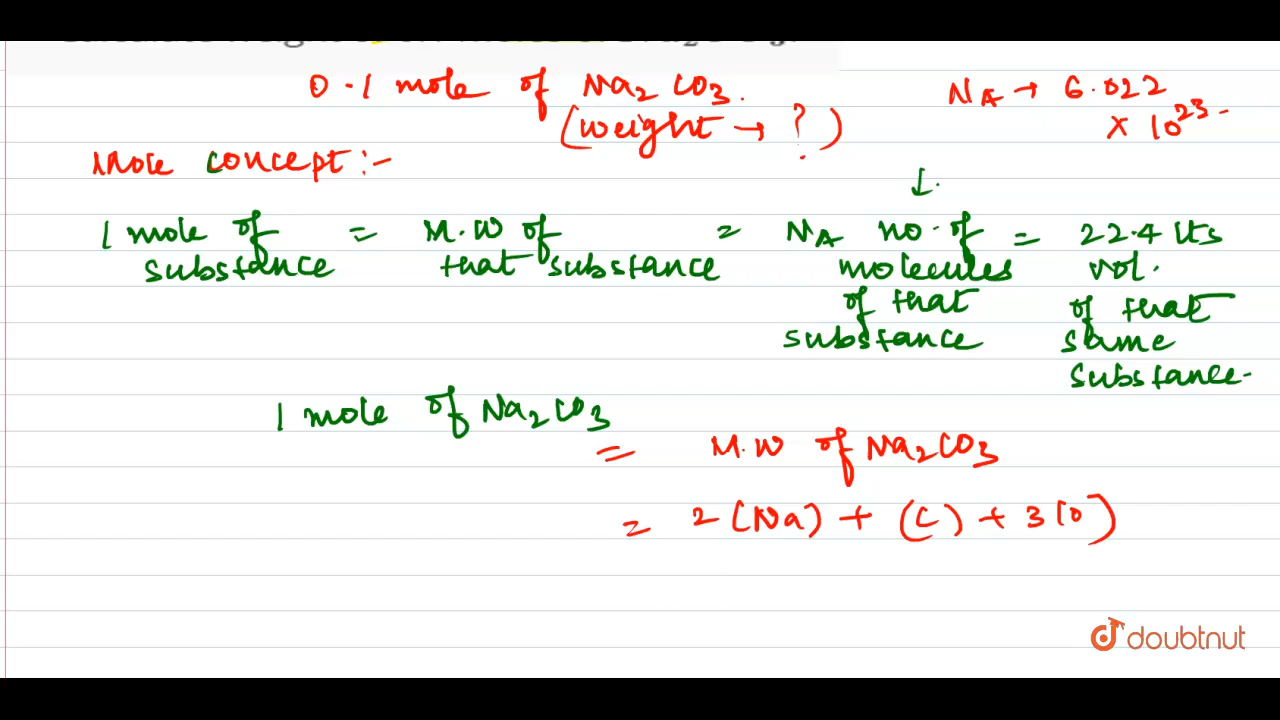 0.1 mole of Na2CO3.
(weight → ?)
NA → 6.022
x 10^23
Mole concept :-
1 mole of substance = M.W of that substance = NA no. of molecules of that substance = 22.4 lts vol. of that same substance.
1 mole of Na2CO3
= M.W of Na2CO3
= 2(Na) + (C) + 3(O)
doubtnut